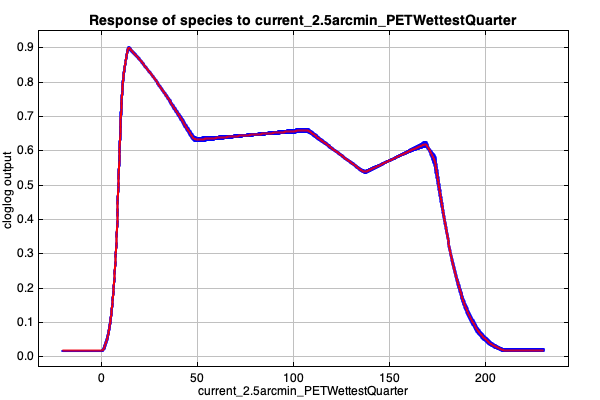 Response of species to current_2.5arcmin_PETWettestQuarter
0.9
0.8
0.7
0.6
0.5
0.4
0.3
0.2
0.1
0.0
cloglog output
0 50 100 150 200
current_2.5arcmin_PETWettestQuarter